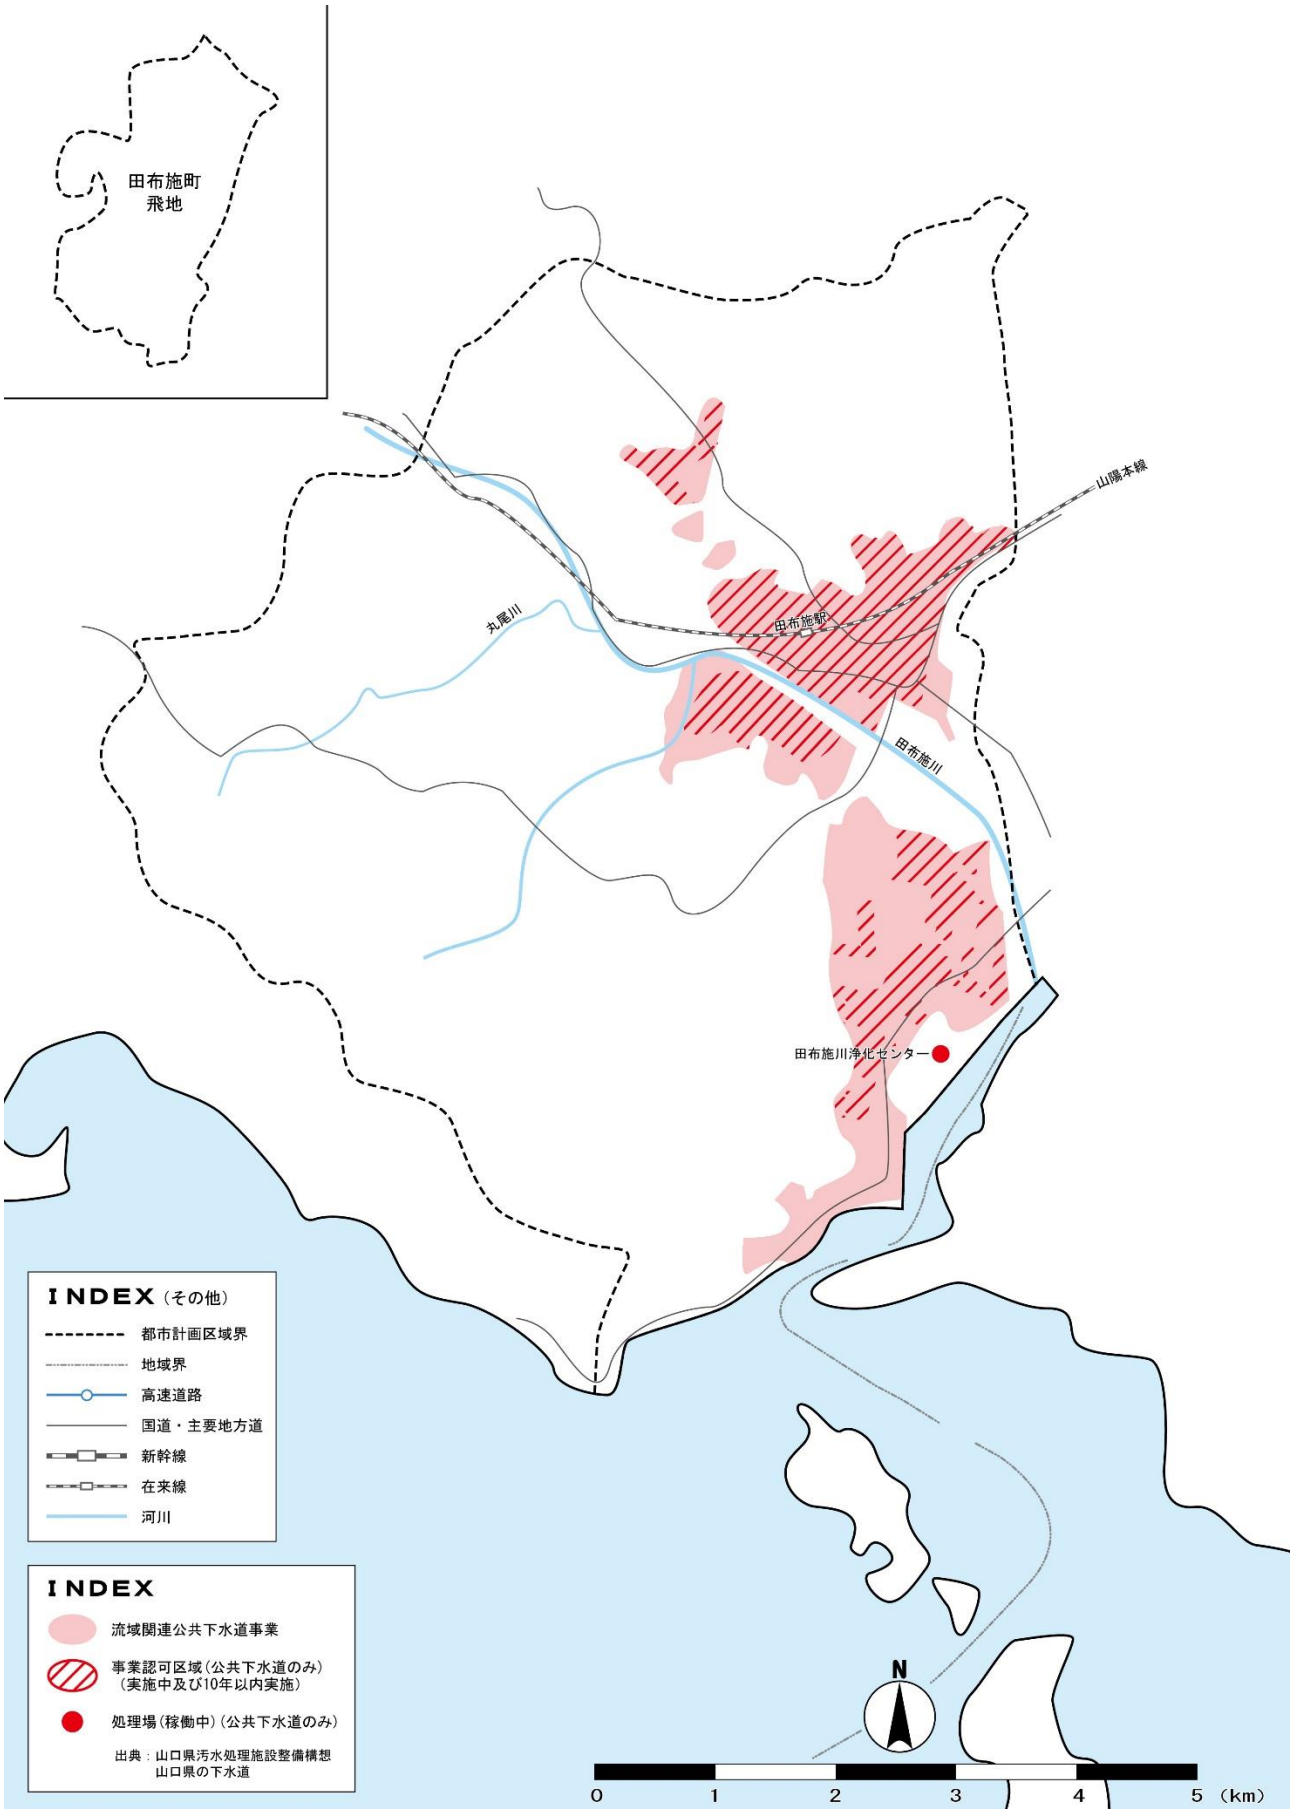 田布施町
飛地
山陽本線
丸尾川
田布施駅
田布施川
田布施川浄化センター
INDEX (その他)
都市計画区域界
地域界
高速道路
国道・主要地方道
新幹線
在来線
河川
INDEX
流域関連公共下水道事業
事業認可区域(公共下水道のみ)
(実施中及び10年以内実施)
処理場(稼働中)(公共下水道のみ)
出典:山口県汚水処理施設整備構想
山口県の下水道
N
0 1 2 3 4 5 (km)